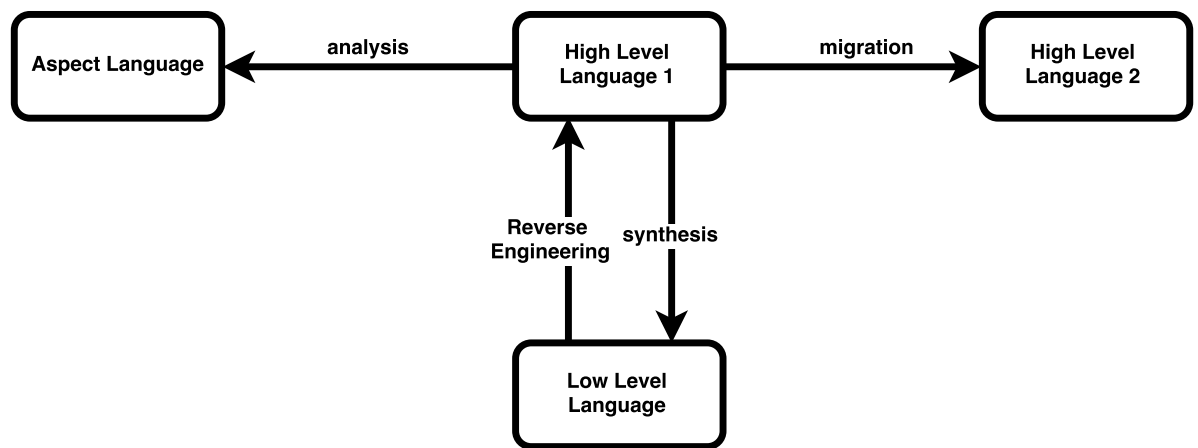 analysis
migration
Aspect Language
High Level
Language 1
High Level
Language 2
Reverse
Engineering
synthesis
Low Level
Language